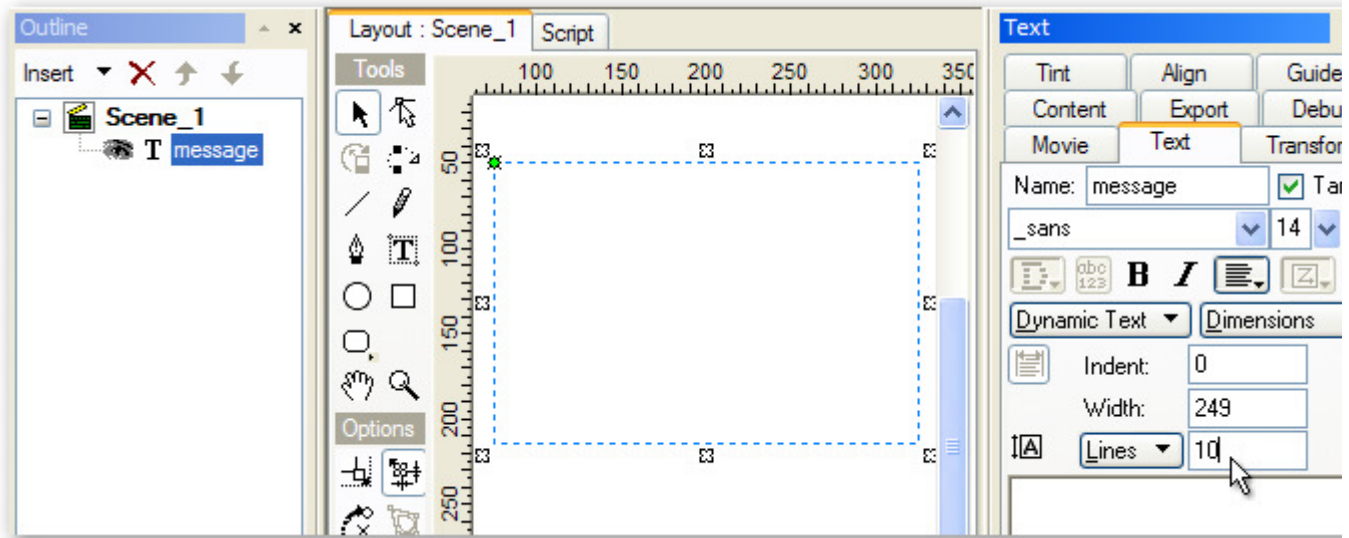 Outline
Insert
Scene_1
T message
Layout : Scene_1 Script
Tools
100 150 200 250 300 350
50
100
150
200
250
T
Options
Text
Tint Align Guide
Content Export Debu
Movie Text Transfor
Name: message Tar
_sans 14
abc
123
B I
Z
Dynamic Text Dimensions
Indent: 0
Width: 249
A Lines 10